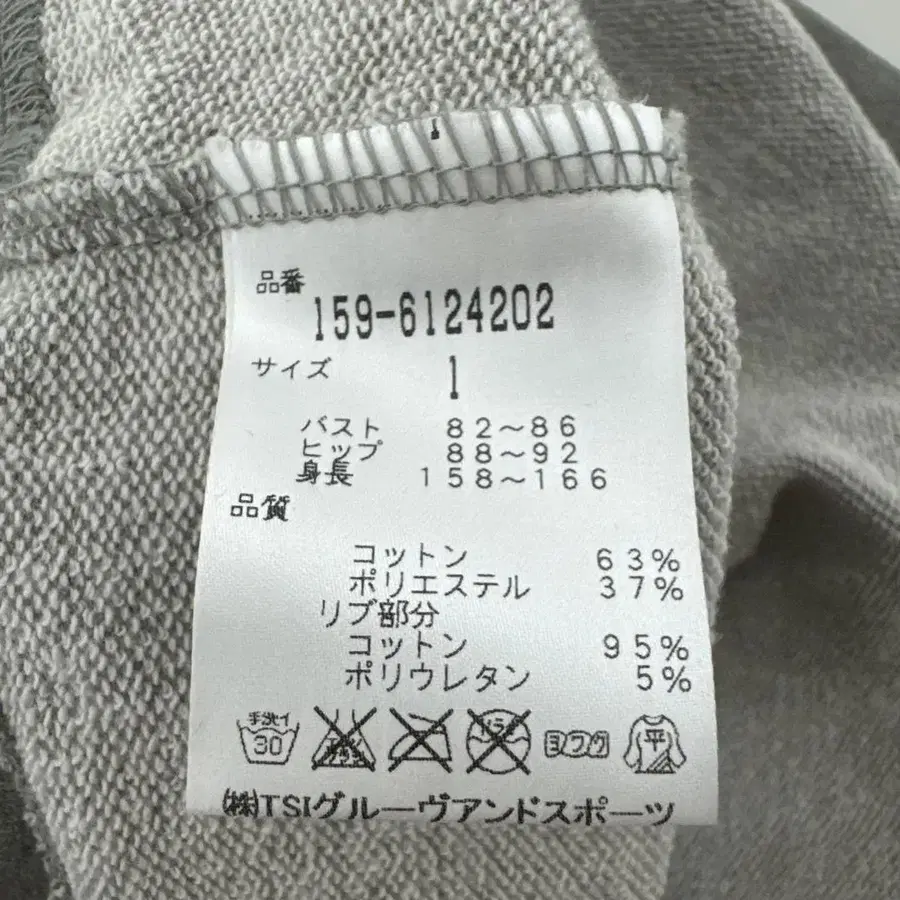 品番
159-6124202
サイズ 1
バスト 82～86
ヒップ 88～92
身長 158～166
品質
コットン 63%
ポリエステル 37%
リブ部分
コットン 95%
ポリウレタン 5%
手洗イ
30
ドライ
ヨワク
平
㈱TSIグルーヴアンドスポーツ